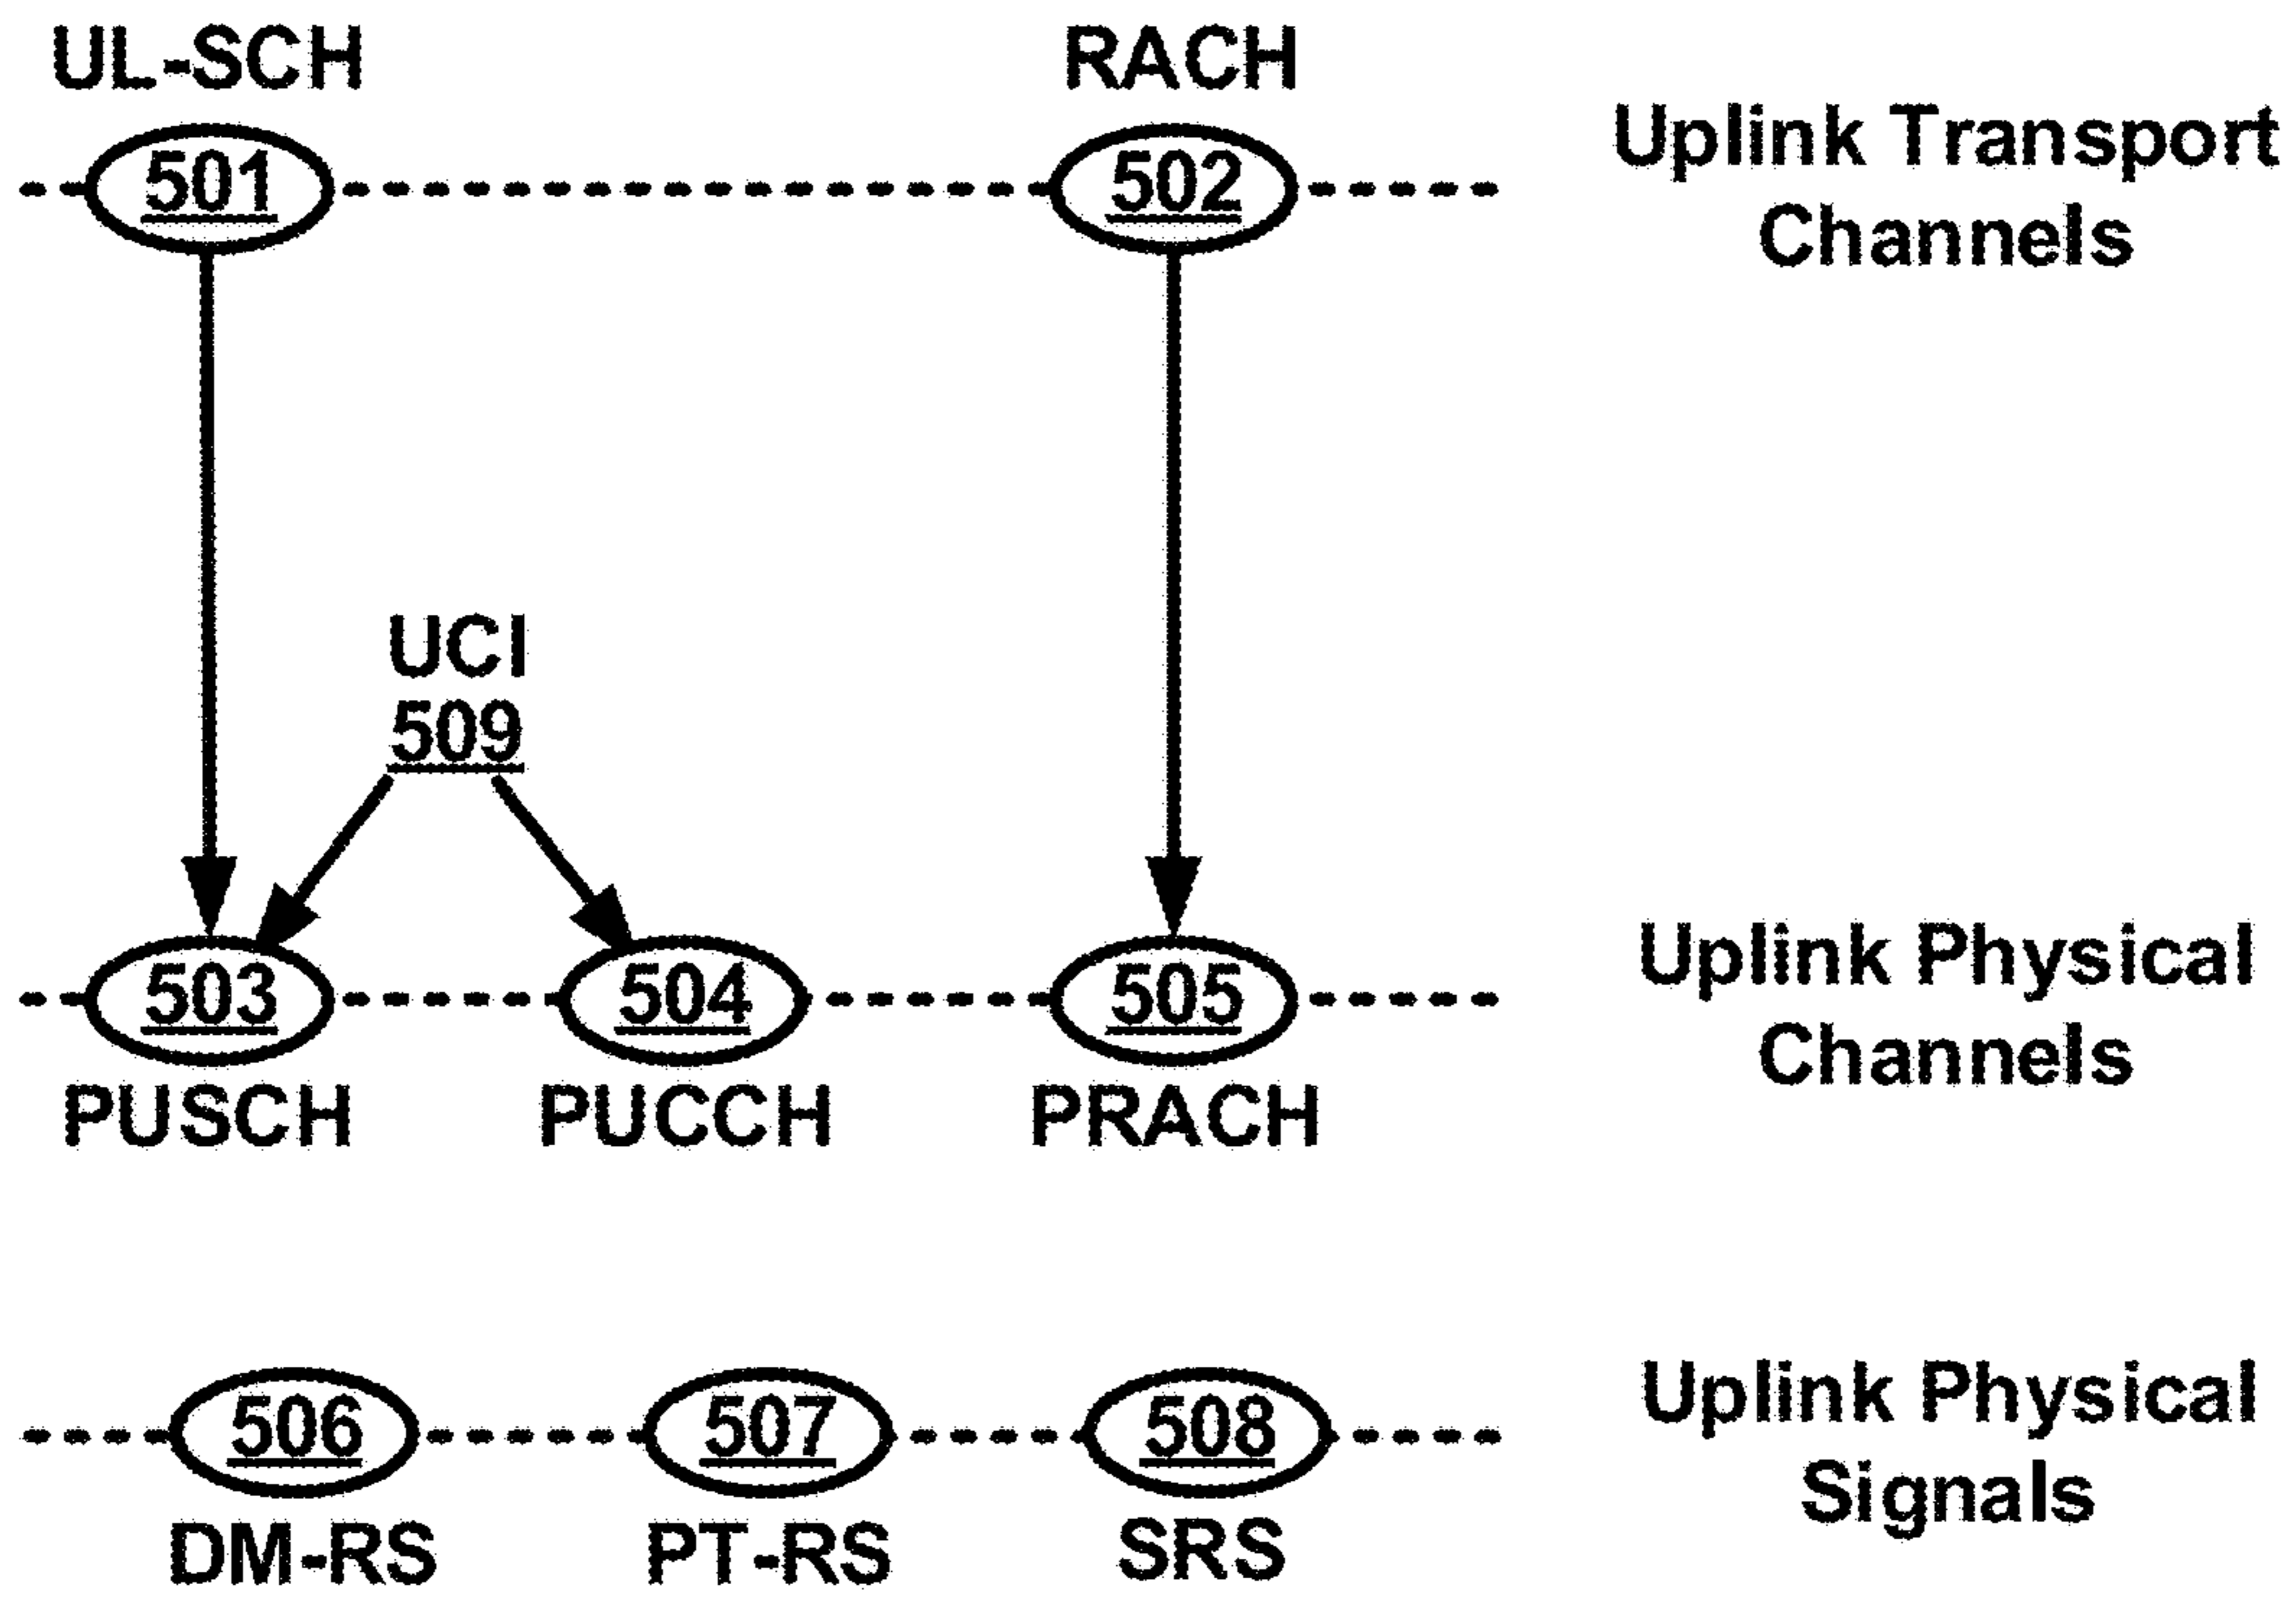 UL-SCH
RACH
501
502
Uplink Transport
Channels
UCI
509
503
504
505
Uplink Physical
Channels
PUSCH
PUCCH
PRACH
506
507
508
Uplink Physical
Signals
DM-RS
PT-RS
SRS